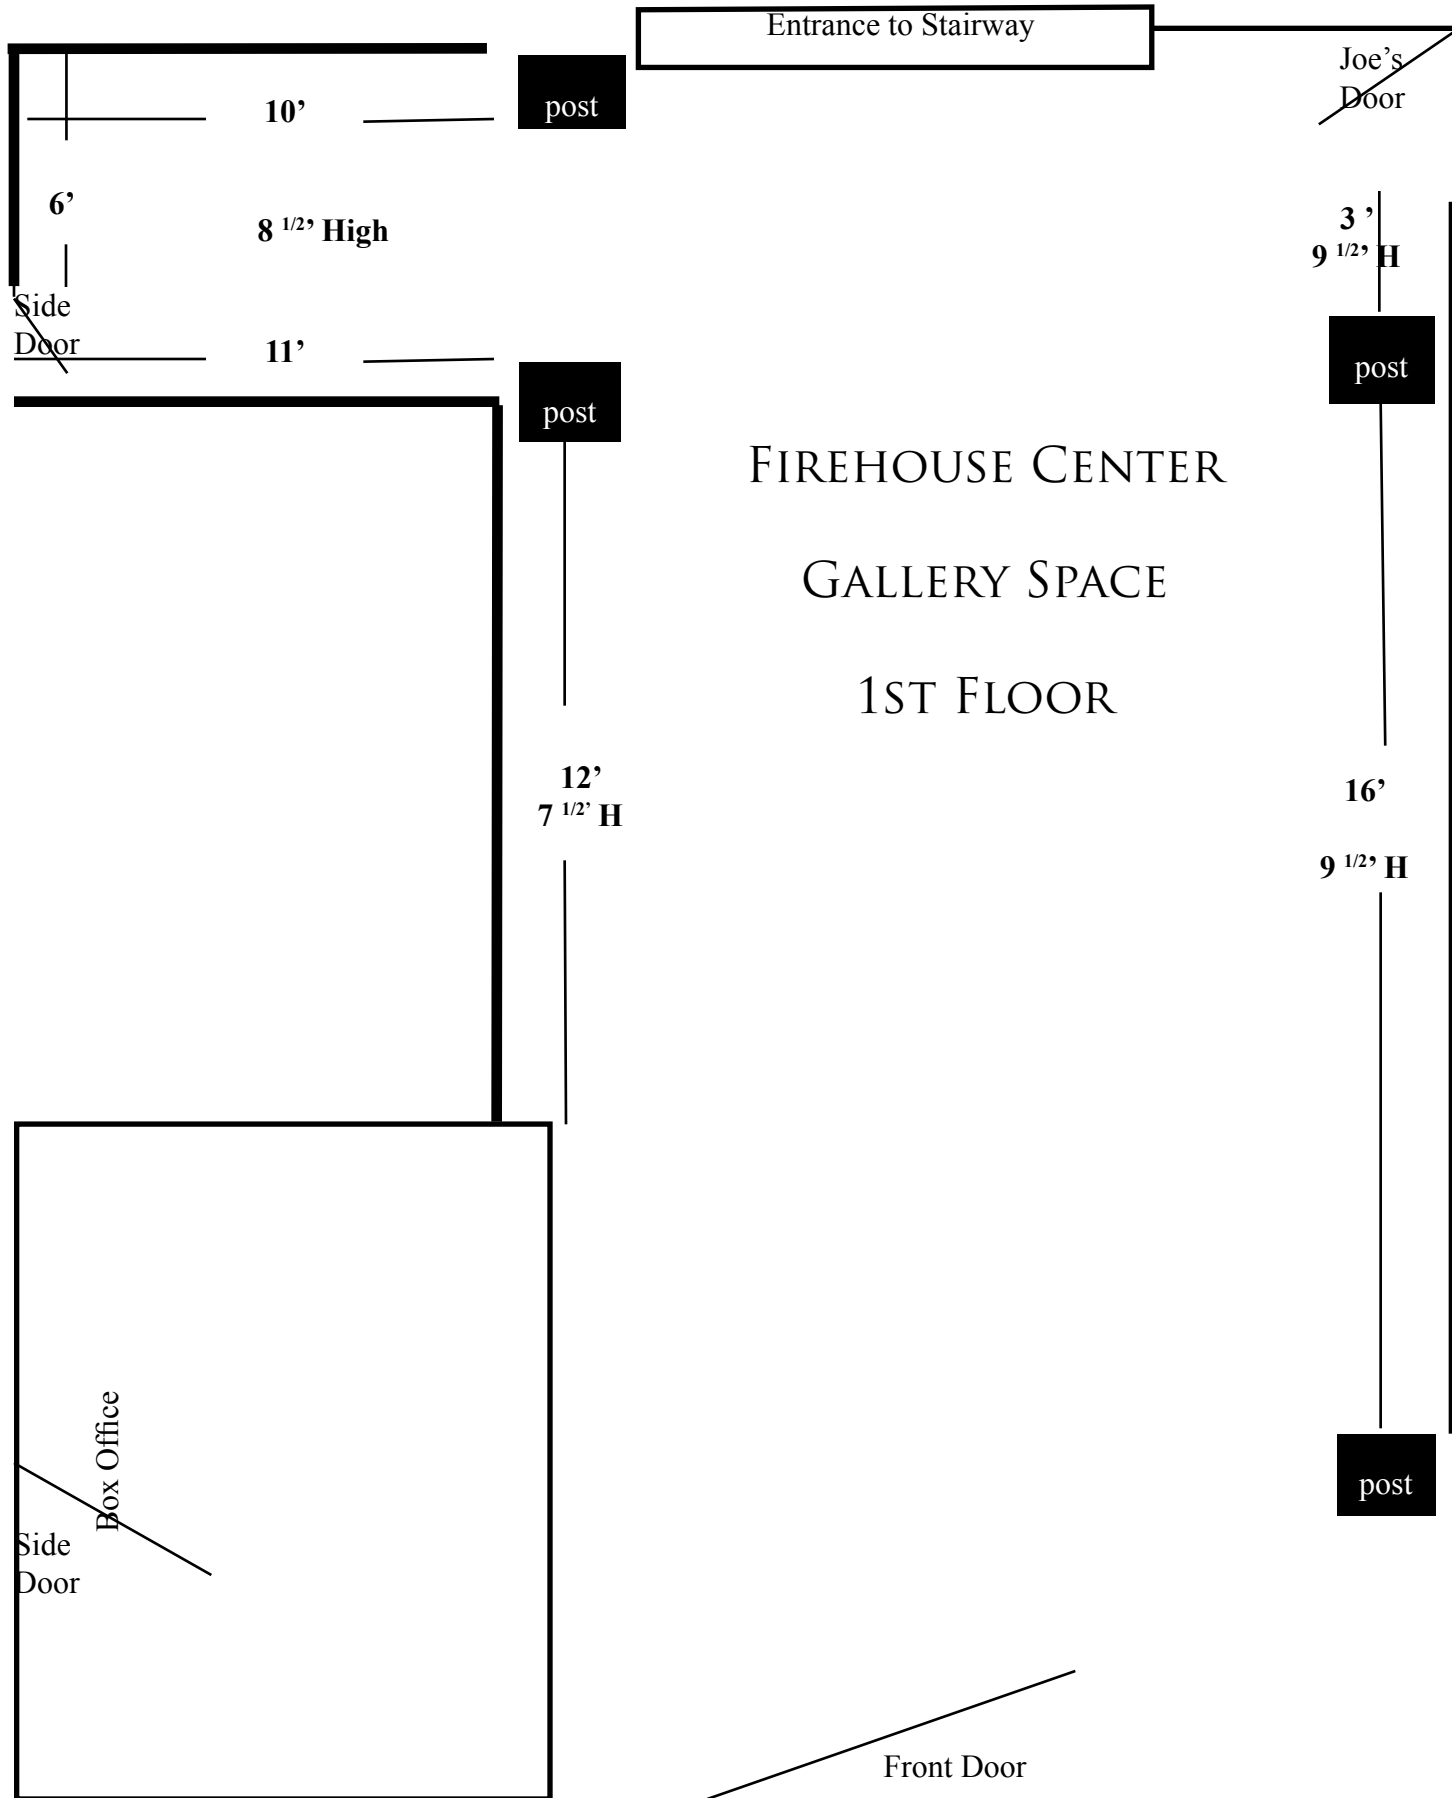 Entrance to Stairway
Joe’s
Door
10’
post
6’
8 1/2’ High
3 ’
9 1/2’ H
Side
Door
11’
post
post
Firehouse Center
Gallery Space
1st Floor
12’
7 1/2’ H
16’
9 1/2’ H
Box Office
post
Side
Door
Front Door